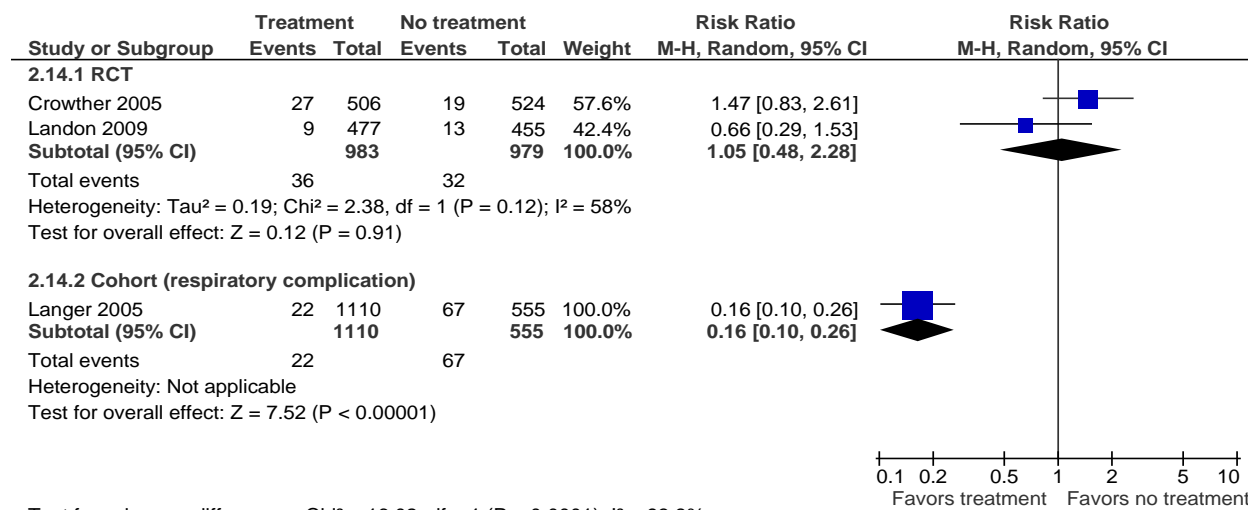 Treatment No treatment Risk Ratio Risk Ratio
Study or Subgroup Events Total Events Total Weight M-H, Random, 95% CI M-H, Random, 95% CI
2.14.1 RCT
Crowther 2005 27 506 19 524 57.6% 1.47 [0.83, 2.61]
Landon 2009 9 477 13 455 42.4% 0.66 [0.29, 1.53]
Subtotal (95% CI) 983 979 100.0% 1.05 [0.48, 2.28]
Total events 36 32
Heterogeneity: Tau² = 0.19; Chi² = 2.38, df = 1 (P = 0.12); I² = 58%
Test for overall effect: Z = 0.12 (P = 0.91)
2.14.2 Cohort (respiratory complication)
Langer 2005 22 1110 67 555 100.0% 0.16 [0.10, 0.26]
Subtotal (95% CI) 1110 555 100.0% 0.16 [0.10, 0.26]
Total events 22 67
Heterogeneity: Not applicable
Test for overall effect: Z = 7.52 (P < 0.00001)
0.1 0.2 0.5 1 2 5 10
Favors treatment Favors no treatment